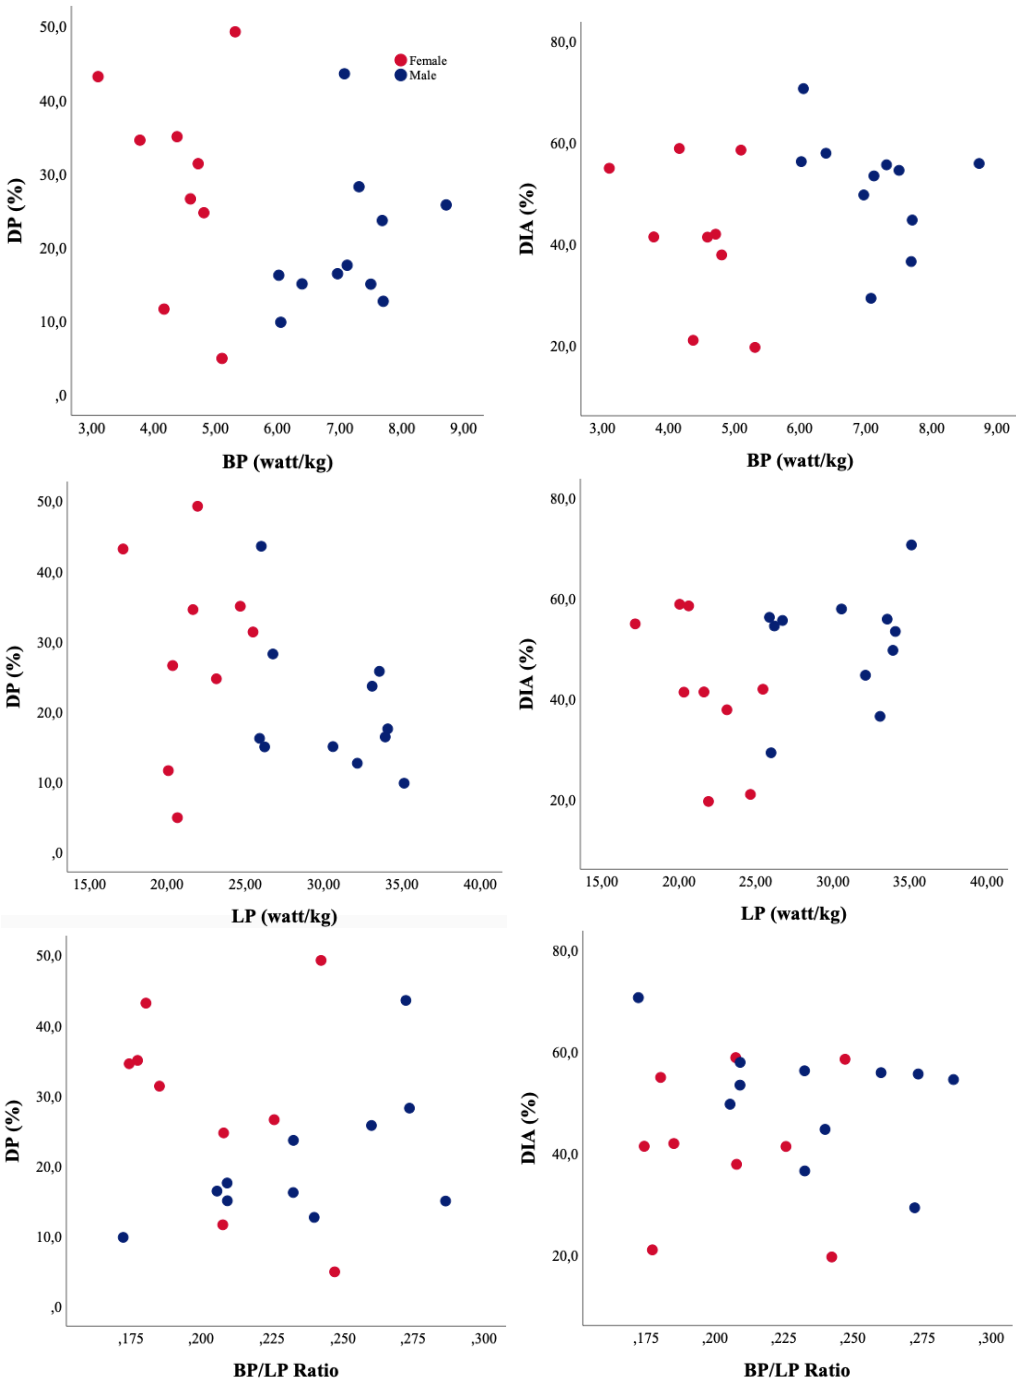 50,0
40,0
30,0
20,0
10,0
,0
DP (%)
Female
Male
3,00 4,00 5,00 6,00 7,00 8,00 9,00
BP (watt/kg)
80,0
60,0
40,0
20,0
DIA (%)
3,00 4,00 5,00 6,00 7,00 8,00 9,00
BP (watt/kg)
50,0
40,0
30,0
20,0
10,0
,0
DP (%)
15,00 20,00 25,00 30,00 35,00 40,00
LP (watt/kg)
80,0
60,0
40,0
20,0
DIA (%)
15,00 20,00 25,00 30,00 35,00 40,00
LP (watt/kg)
50,0
40,0
30,0
20,0
10,0
,0
DP (%)
,175 ,200 ,225 ,250 ,275 ,300
BP/LP Ratio
80,0
60,0
40,0
20,0
DIA (%)
,175 ,200 ,225 ,250 ,275 ,300
BP/LP Ratio